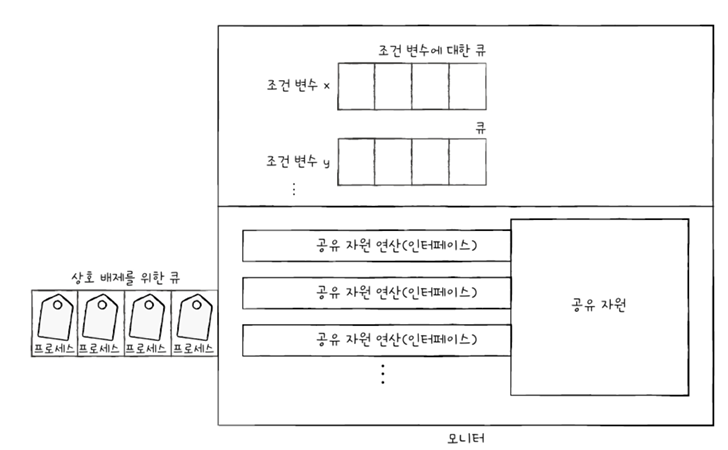 조건 변수에 대한 큐
조건 변수 x
큐
조건 변수 y
공유 자원 연산(인터페이스)
상호 배제를 위한 큐
공유 자원 연산(인터페이스)
공유 자원
공유 자원 연산(인터페이스)
프로세스 프로세스 프로세스 프로세스
모니터